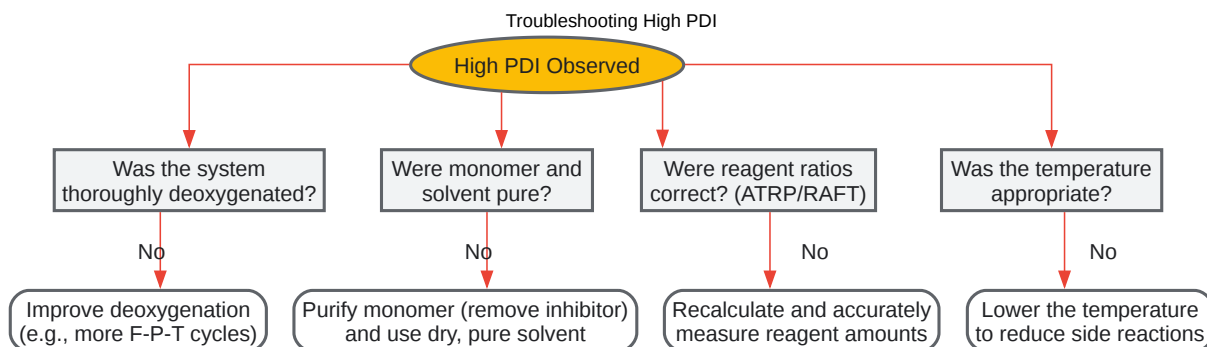 Troubleshooting High PDI
High PDI Observed
Was the system
thoroughly deoxygenated?
Were monomer and
solvent pure?
Were reagent ratios
correct? (ATRP/RAFT)
Was the temperature
appropriate?
No
No
No
No
Improve deoxygenation
(e.g., more F-P-T cycles)
Purify monomer (remove inhibitor)
and use dry, pure solvent
Recalculate and accurately
measure reagent amounts
Lower the temperature
to reduce side reactions